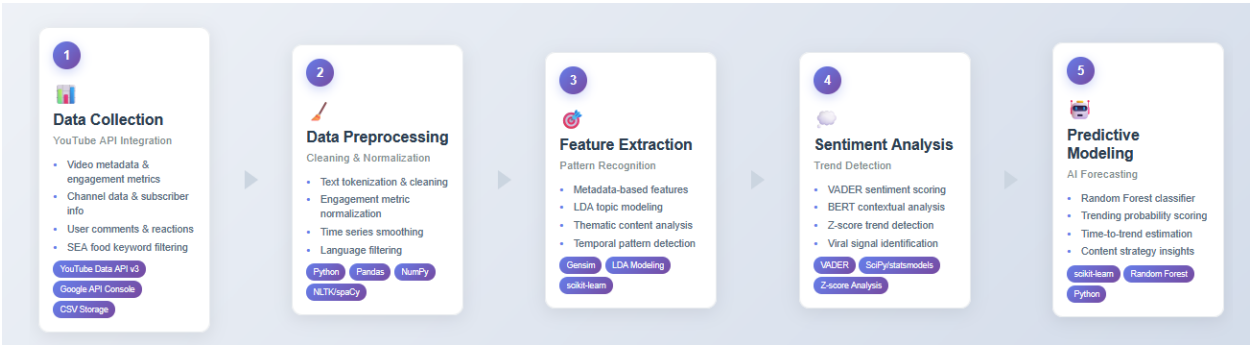 1
Data Collection
YouTube API Integration
• Video metadata &
engagement metrics
• Channel data & subscriber
info
• User comments & reactions
• SEA food keyword filtering
YouTube Data API v3
Google API Console
CSV Storage
2
Data Preprocessing
Cleaning & Normalization
• Text tokenization & cleaning
• Engagement metric
normalization
• Time series smoothing
• Language filtering
Python Pandas NumPy
NLTK/spaCy
3
Feature Extraction
Pattern Recognition
• Metadata-based features
• LDA topic modeling
• Thematic content analysis
• Temporal pattern detection
Gensim LDA Modeling
scikit-learn
4
Sentiment Analysis
Trend Detection
• VADER sentiment scoring
• BERT contextual analysis
• Z-score trend detection
• Viral signal identification
VADER SciPy/statsmodels
Z-score Analysis
5
Predictive
Modeling
AI Forecasting
• Random Forest classifier
• Trending probability scoring
• Time-to-trend estimation
• Content strategy insights
scikit-learn Random Forest
Python